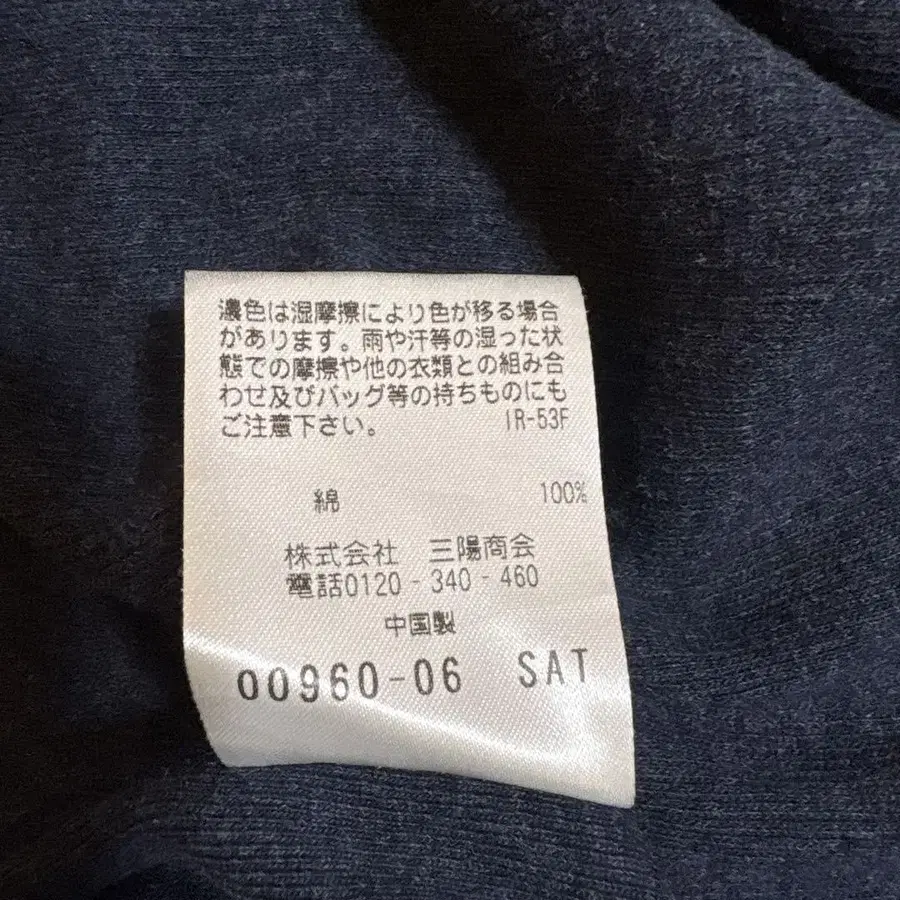 濃色は湿摩擦により色が移る場合
があります。雨や汗等の湿った状
態での摩擦や他の衣類との組み合
わせ及びバッグ等の持ちものにも
ご注意下さい。 IR-53F
綿 100%
株式会社 三陽商会
電話0120-340-460
中国製
00960-06 SAT